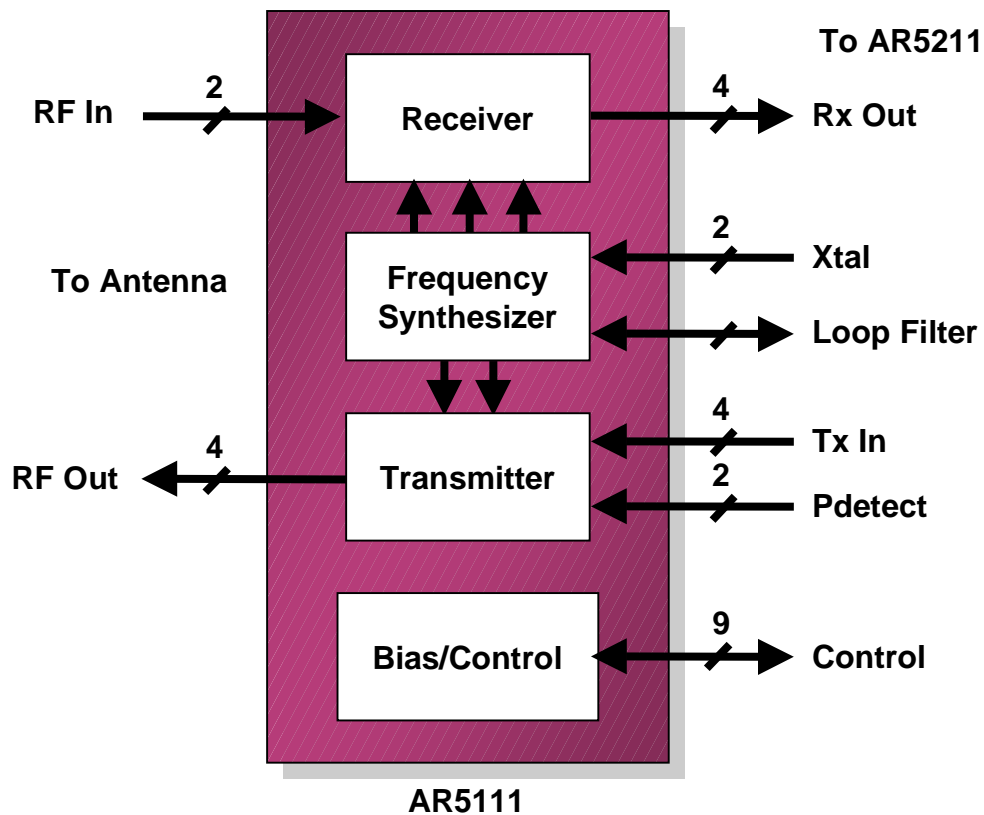 To AR5211
2
4
RF In
Receiver
Rx Out
2
To Antenna
Frequency
Synthesizer
Xtal
Loop Filter
4
4
Tx In
RF Out
Transmitter
2
Pdetect
9
Bias/Control
Control
AR5111